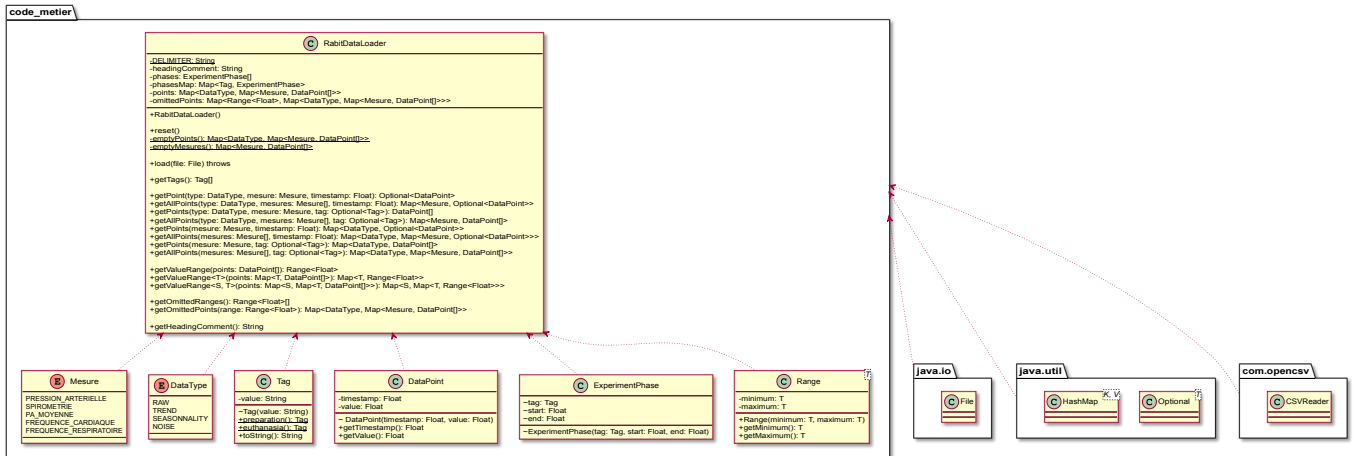 code_metier
C RabitDataLoader
-DELIMITER: String
-headingComment: String
-phases: ExperimentPhase[]
-phasesMap: Map<Tag, ExperimentPhase>
-points: Map<DataType, Map<Mesure, DataPoint[]>>
-omittedPoints: Map<Range<Float>, Map<DataType, Map<Mesure, DataPoint[]>>>
+RabitDataLoader()
+reset()
-emptyPoints(): Map<DataType, Map<Mesure, DataPoint[]>>
-emptyMesures(): Map<Mesure, DataPoint[]>
+load(file: File) throws
+getTags(): Tag[]
+getPoint(type: DataType, mesure: Mesure, timestamp: Float): Optional<DataPoint>
+getAllPoints(type: DataType, mesures: Mesure[], timestamp: Float): Map<Mesure, Optional<DataPoint>>
+getPoints(type: DataType, mesure: Mesure, tag: Optional<Tag>): DataPoint[]
+getAllPoints(type: DataType, mesures: Mesure[], tag: Optional<Tag>): Map<Mesure, DataPoint[]>
+getPoints(mesure: Mesure, timestamp: Float): Map<DataType, Optional<DataPoint>>
+getAllPoints(mesures: Mesure[], timestamp: Float): Map<DataType, Map<Mesure, Optional<DataPoint>>>
+getPoints(mesure: Mesure, tag: Optional<Tag>): Map<DataType, DataPoint[]>
+getAllPoints(mesures: Mesure[], tag: Optional<Tag>): Map<DataType, Map<Mesure, DataPoint[]>>
+getValueRange(points: DataPoint[]): Range<Float>
+getValueRange<T>(points: Map<T, DataPoint[]>): Map<T, Range<Float>>
+getValueRange<S, T>(points: Map<S, Map<T, DataPoint[]>>): Map<S, Map<T, Range<Float>>>
+getOmittedRanges(): Range<Float>[]
+getOmittedPoints(range: Range<Float>): Map<DataType, Map<Mesure, DataPoint[]>>
+getHeadingComment(): String
E Mesure
PRESSION_ARTERIELLE
SPIROMETRIE
PA_MOYENNE
FREQUENCE_CARDIAQUE
FREQUENCE_RESPIRATOIRE
E DataType
RAW
TREND
SEASONNALITY
NOISE
C Tag
-value: String
~Tag(value: String)
+preparation(): Tag
+euthanasia(): Tag
+toString(): String
C DataPoint
-timestamp: Float
-value: Float
~ DataPoint(timestamp: Float, value: Float)
+getTimestamp(): Float
+getValue(): Float
C ExperimentPhase
~tag: Tag
~start: Float
~end: Float
~ExperimentPhase(tag: Tag, start: Float, end: Float)
C Range
T
-minimum: T
-maximum: T
+Range(minimum: T, maximum: T)
+getMinimum(): T
+getMaximum(): T
java.io
C File
java.util
C HashMap
K, V
C Optional
T
com.opencsv
C CSVReader